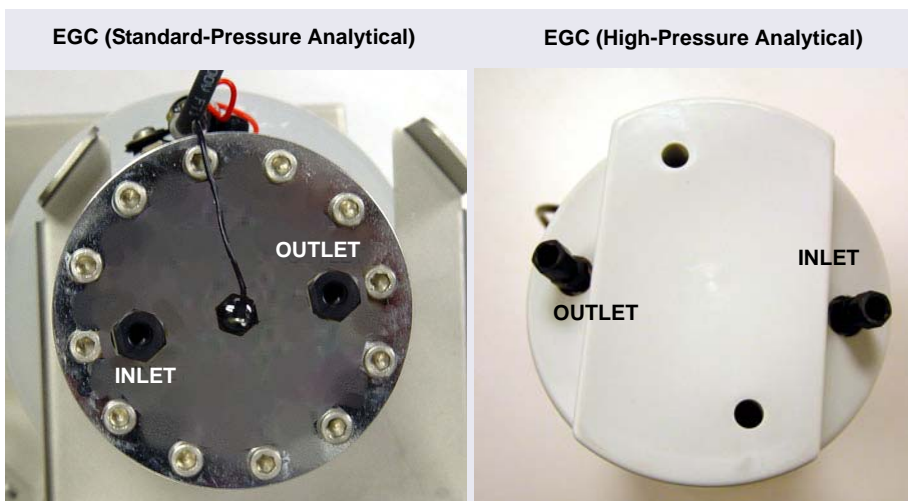 EGC (Standard-Pressure Analytical)
EGC (High-Pressure Analytical)
OUTLET
INLET
INLET
OUTLET